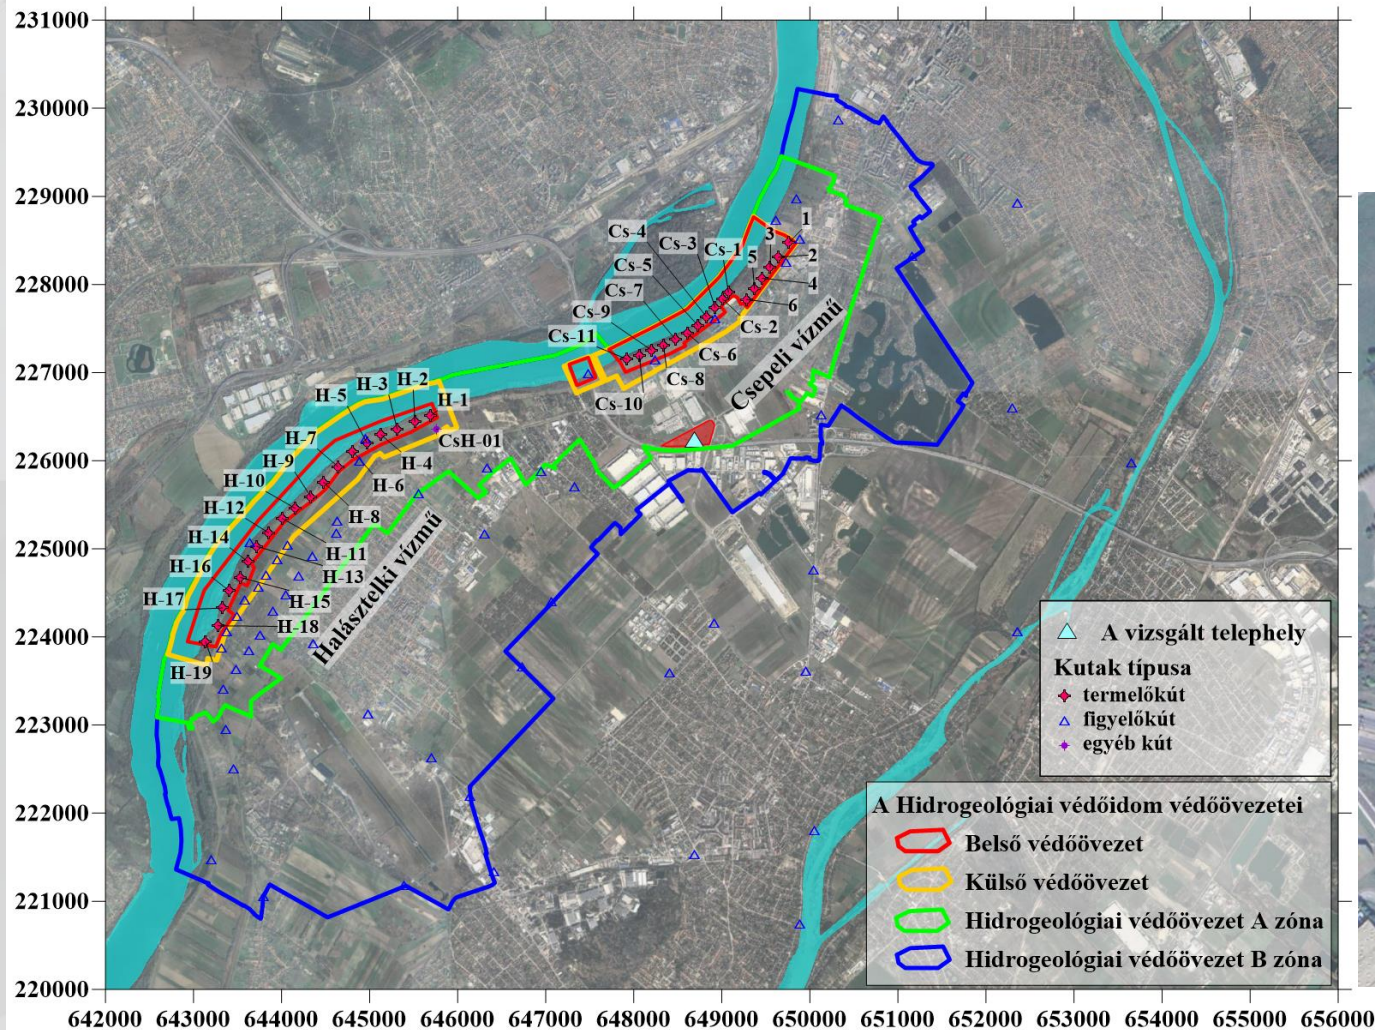 231000
230000
229000
228000
227000
226000
225000
224000
223000
222000
221000
220000
642000 643000 644000 645000 646000 647000 648000 649000 650000 651000 652000 653000 654000 655000 656000
1
3
2
Cs-4
Cs-3
Cs-1
5
Cs-5
4
Cs-7
6
Cs-9
Cs-2
Cs-11
Cs-6
Cs-8
Cs-10
Csepeli vízmű
H-2
H-3
H-5
H-1
CsH-01
H-7
H-4
H-9
H-6
H-10
H-8
H-12
H-11
H-14
H-13
H-16
H-15
H-17
H-18
H-19
Halásztelki vízmű
A vizsgált telephely
Kutak típusa
termelőkút
figyelőkút
egyéb kút
A Hidrogeológiai védőidom védőövezetei
Belső védőövezet
Külső védőövezet
Hidrogeológiai védőövezet A zóna
Hidrogeológiai védőövezet B zóna